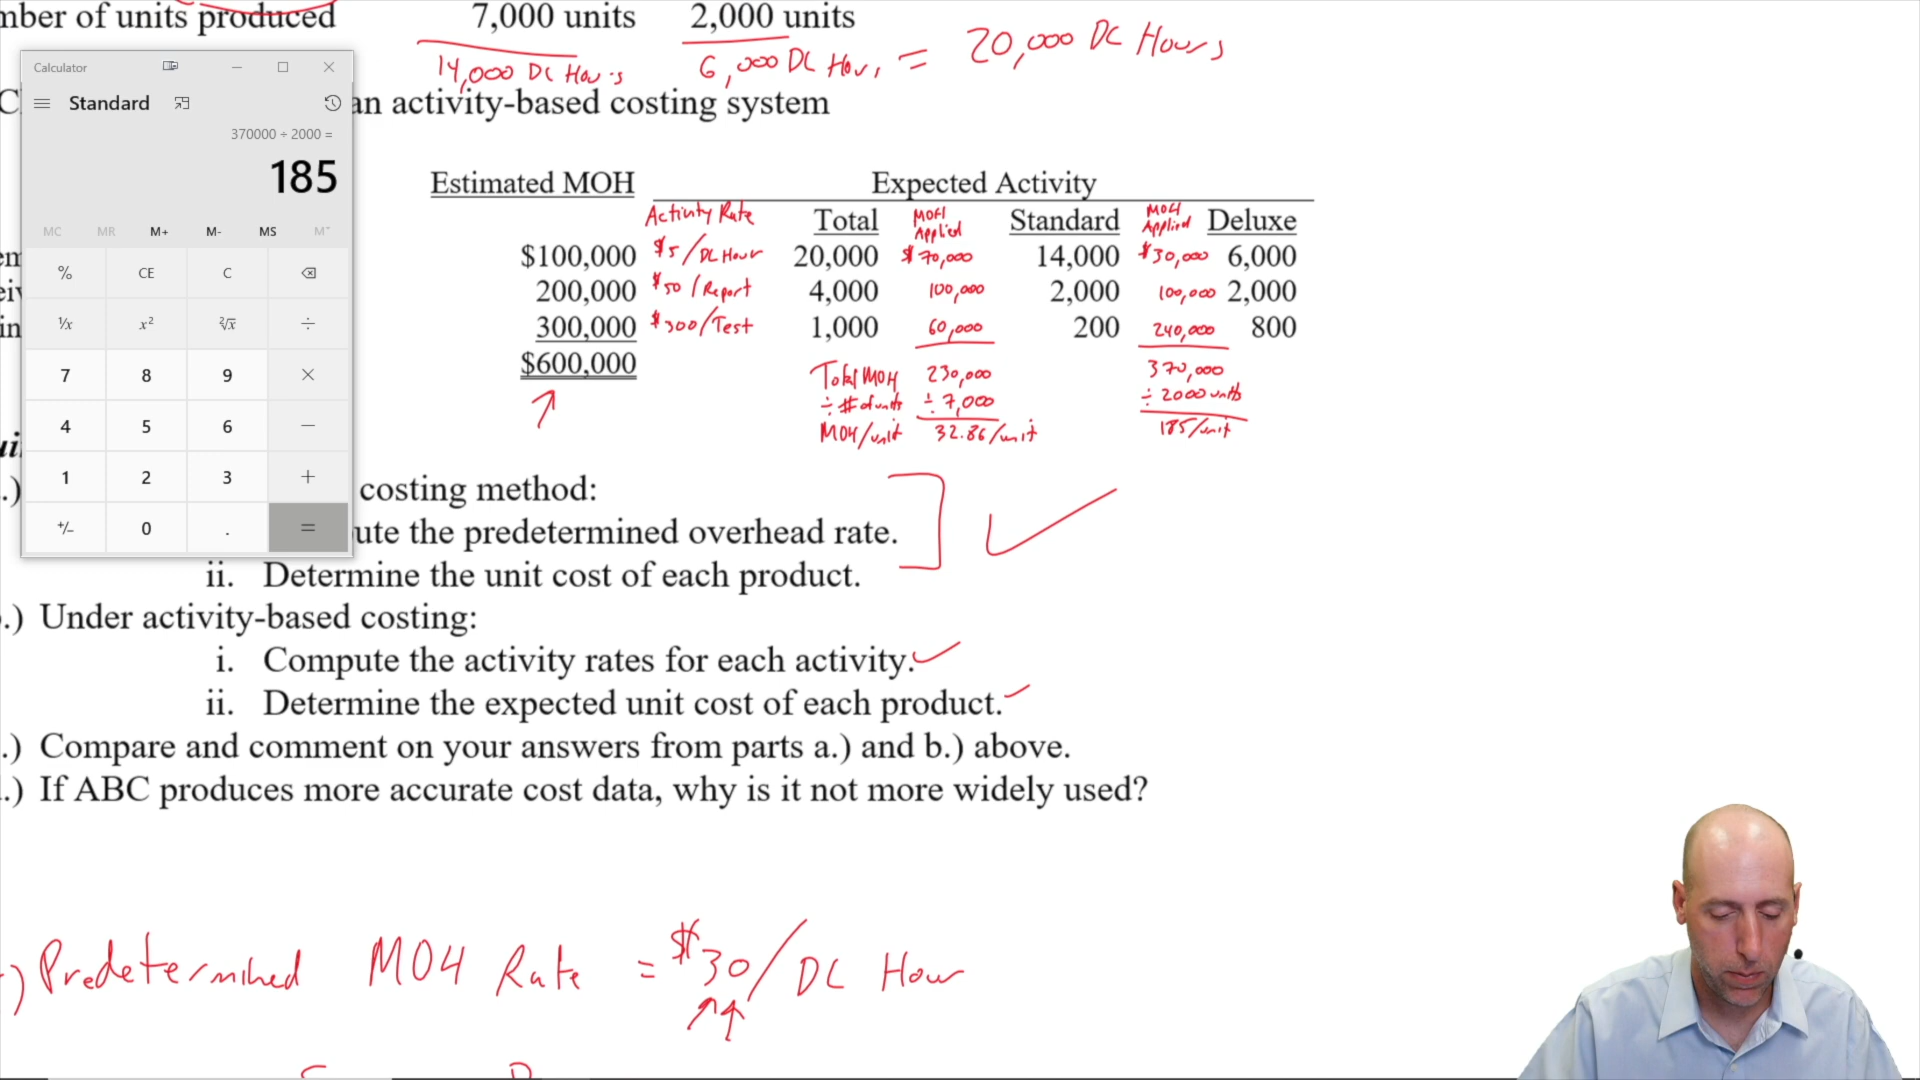 mber of units produced 7,000 units 2,000 units
14,000 DL Hours 6,000 DL Hours = 20,000 DL Hours
Calculator
Standard
370000 ÷ 2000 =
185
MC MR M+ M- MS M˅
% CE C ⌫
¹/x x² ²√x ÷
7 8 9 ×
4 5 6 −
1 2 3 +
+/− 0 . =
an activity-based costing system
Estimated MOH Expected Activity
Activity Rate Total MOH Applied Standard MOH Applied Deluxe
$100,000 $5/DL Hour 20,000 $70,000 14,000 $30,000 6,000
200,000 $50/Report 4,000 100,000 2,000 100,000 2,000
300,000 $300/Test 1,000 60,000 200 240,000 800
$600,000 Total MOH 230,000 370,000
÷ # of units ÷ 7,000 ÷ 2000 units
MOH/unit 32.86/unit 185/unit
costing method:
ute the predetermined overhead rate.
ii. Determine the unit cost of each product.
.) Under activity-based costing:
i. Compute the activity rates for each activity.
ii. Determine the expected unit cost of each product.
.) Compare and comment on your answers from parts a.) and b.) above.
.) If ABC produces more accurate cost data, why is it not more widely used?
) Predetermined MOH Rate = $30/DL Hour